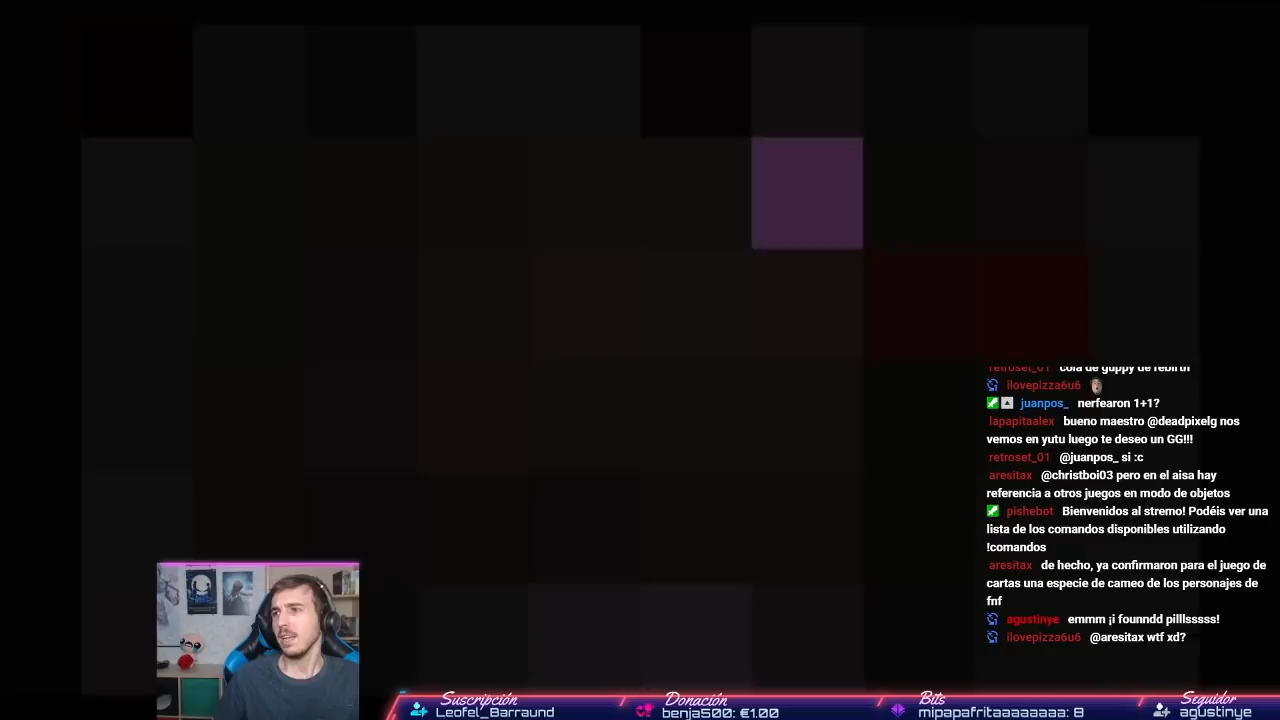 retroset_01 cola de guppy de rebirth
ilovepizza6u6
juanpos_ nerfearon 1+1?
lapapitaalex bueno maestro @deadpixelg nos
vemos en yutu luego te deseo un GG!!!
retroset_01 @juanpos_ si :c
aresitax @christboi03 pero en el aisa hay
referencia a otros juegos en modo de objetos
pishebot Bienvenidos al stremo! Podéis ver una
lista de los comandos disponibles utilizando
!comandos
aresitax de hecho, ya confirmaron para el juego de
cartas una especie de cameo de los personajes de
fnf
agustinye emmm ¡i founndd pilllsssss!
ilovepizza6u6 @aresitax wtf xd?
Suscripción Donación Bits Seguidor
Leofel_Barraund benja500: €1.00 mipapafritaaaaaaaa: 8 agustinye